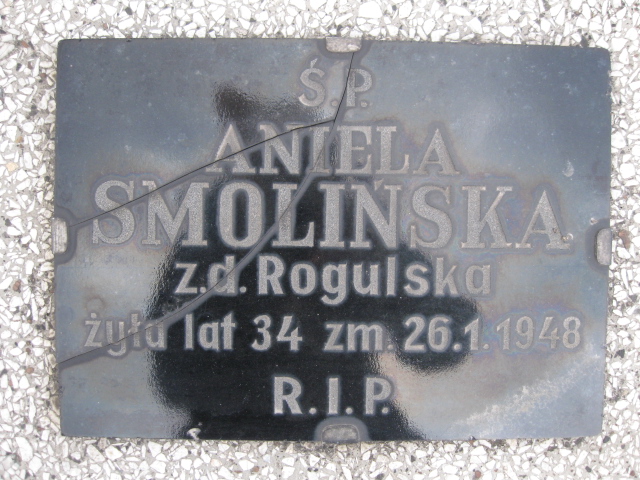 Ś.P.
ANIELA
SMOLIŃSKA
z.d. Rogulska
żyła lat 34 zm. 26.1.1948
R.I.P.